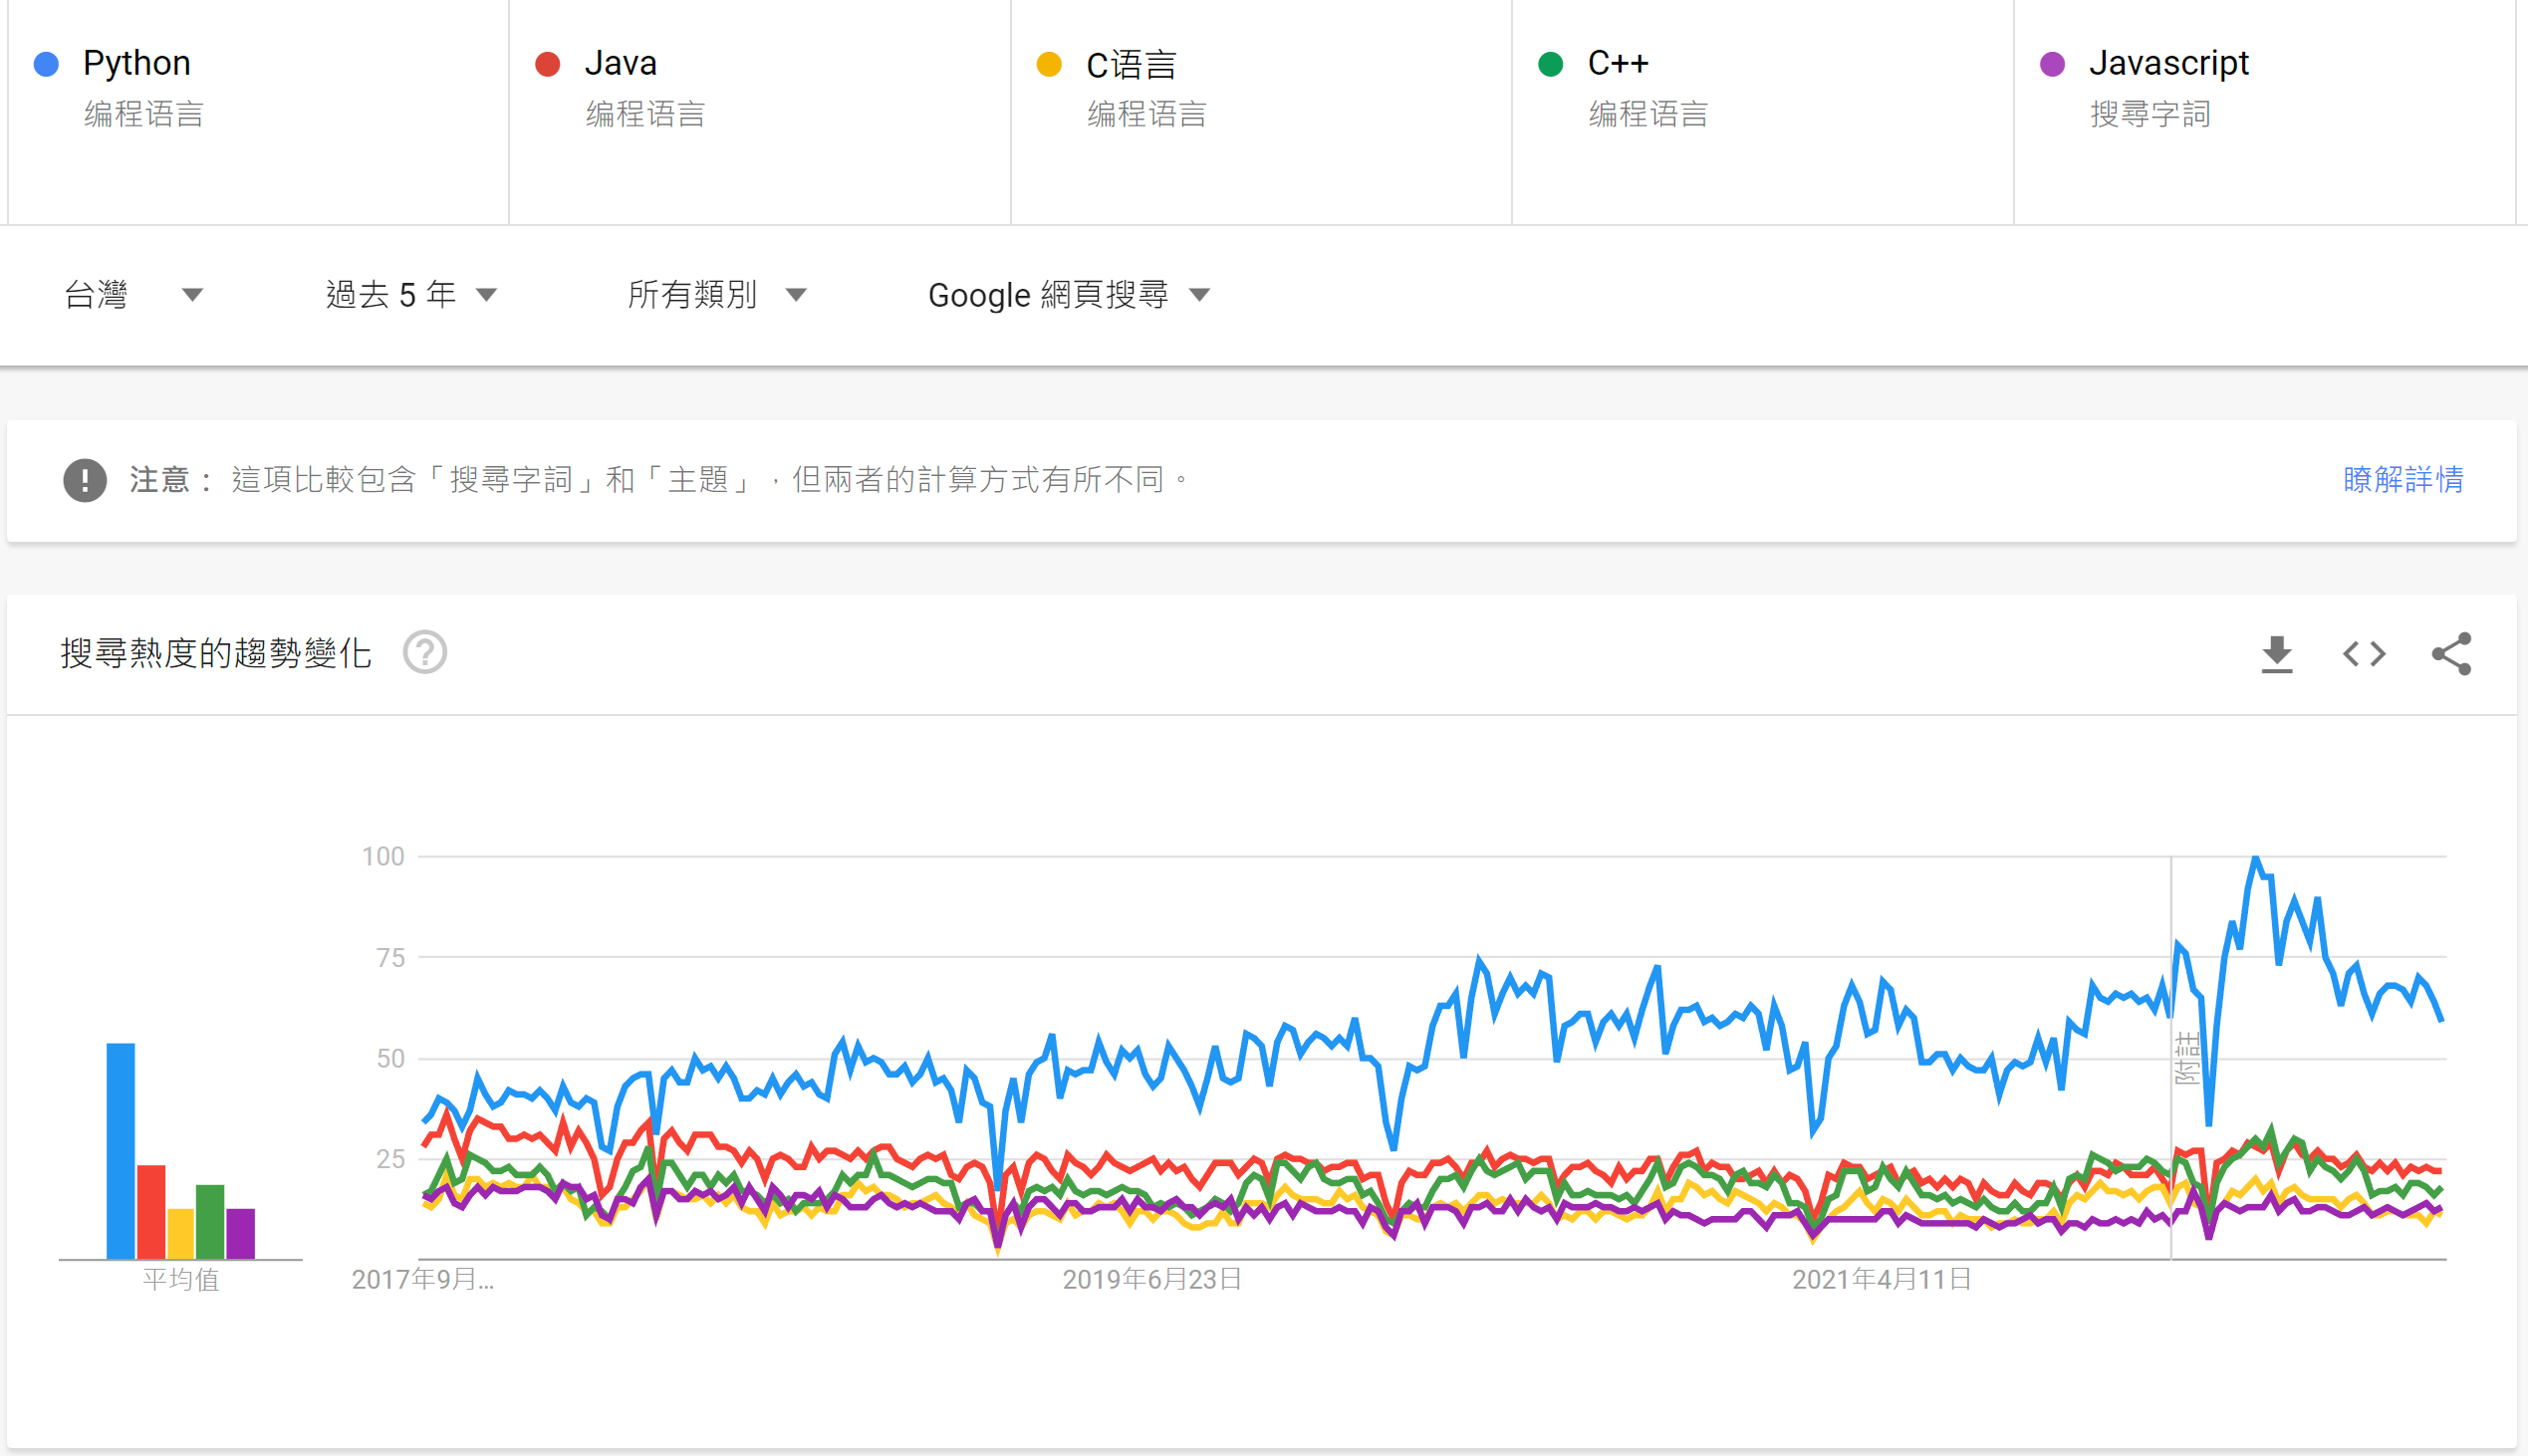 Python
编程语言
Java
编程语言
C语言
编程语言
C++
编程语言
Javascript
搜尋字詞
台灣
過去 5 年
所有類別
Google 網頁搜尋
注意： 這項比較包含「搜尋字詞」和「主題」，但兩者的計算方式有所不同。
瞭解詳情
搜尋熱度的趨勢變化
100
75
50
25
附註
平均值
2017年9月...
2019年6月23日
2021年4月11日